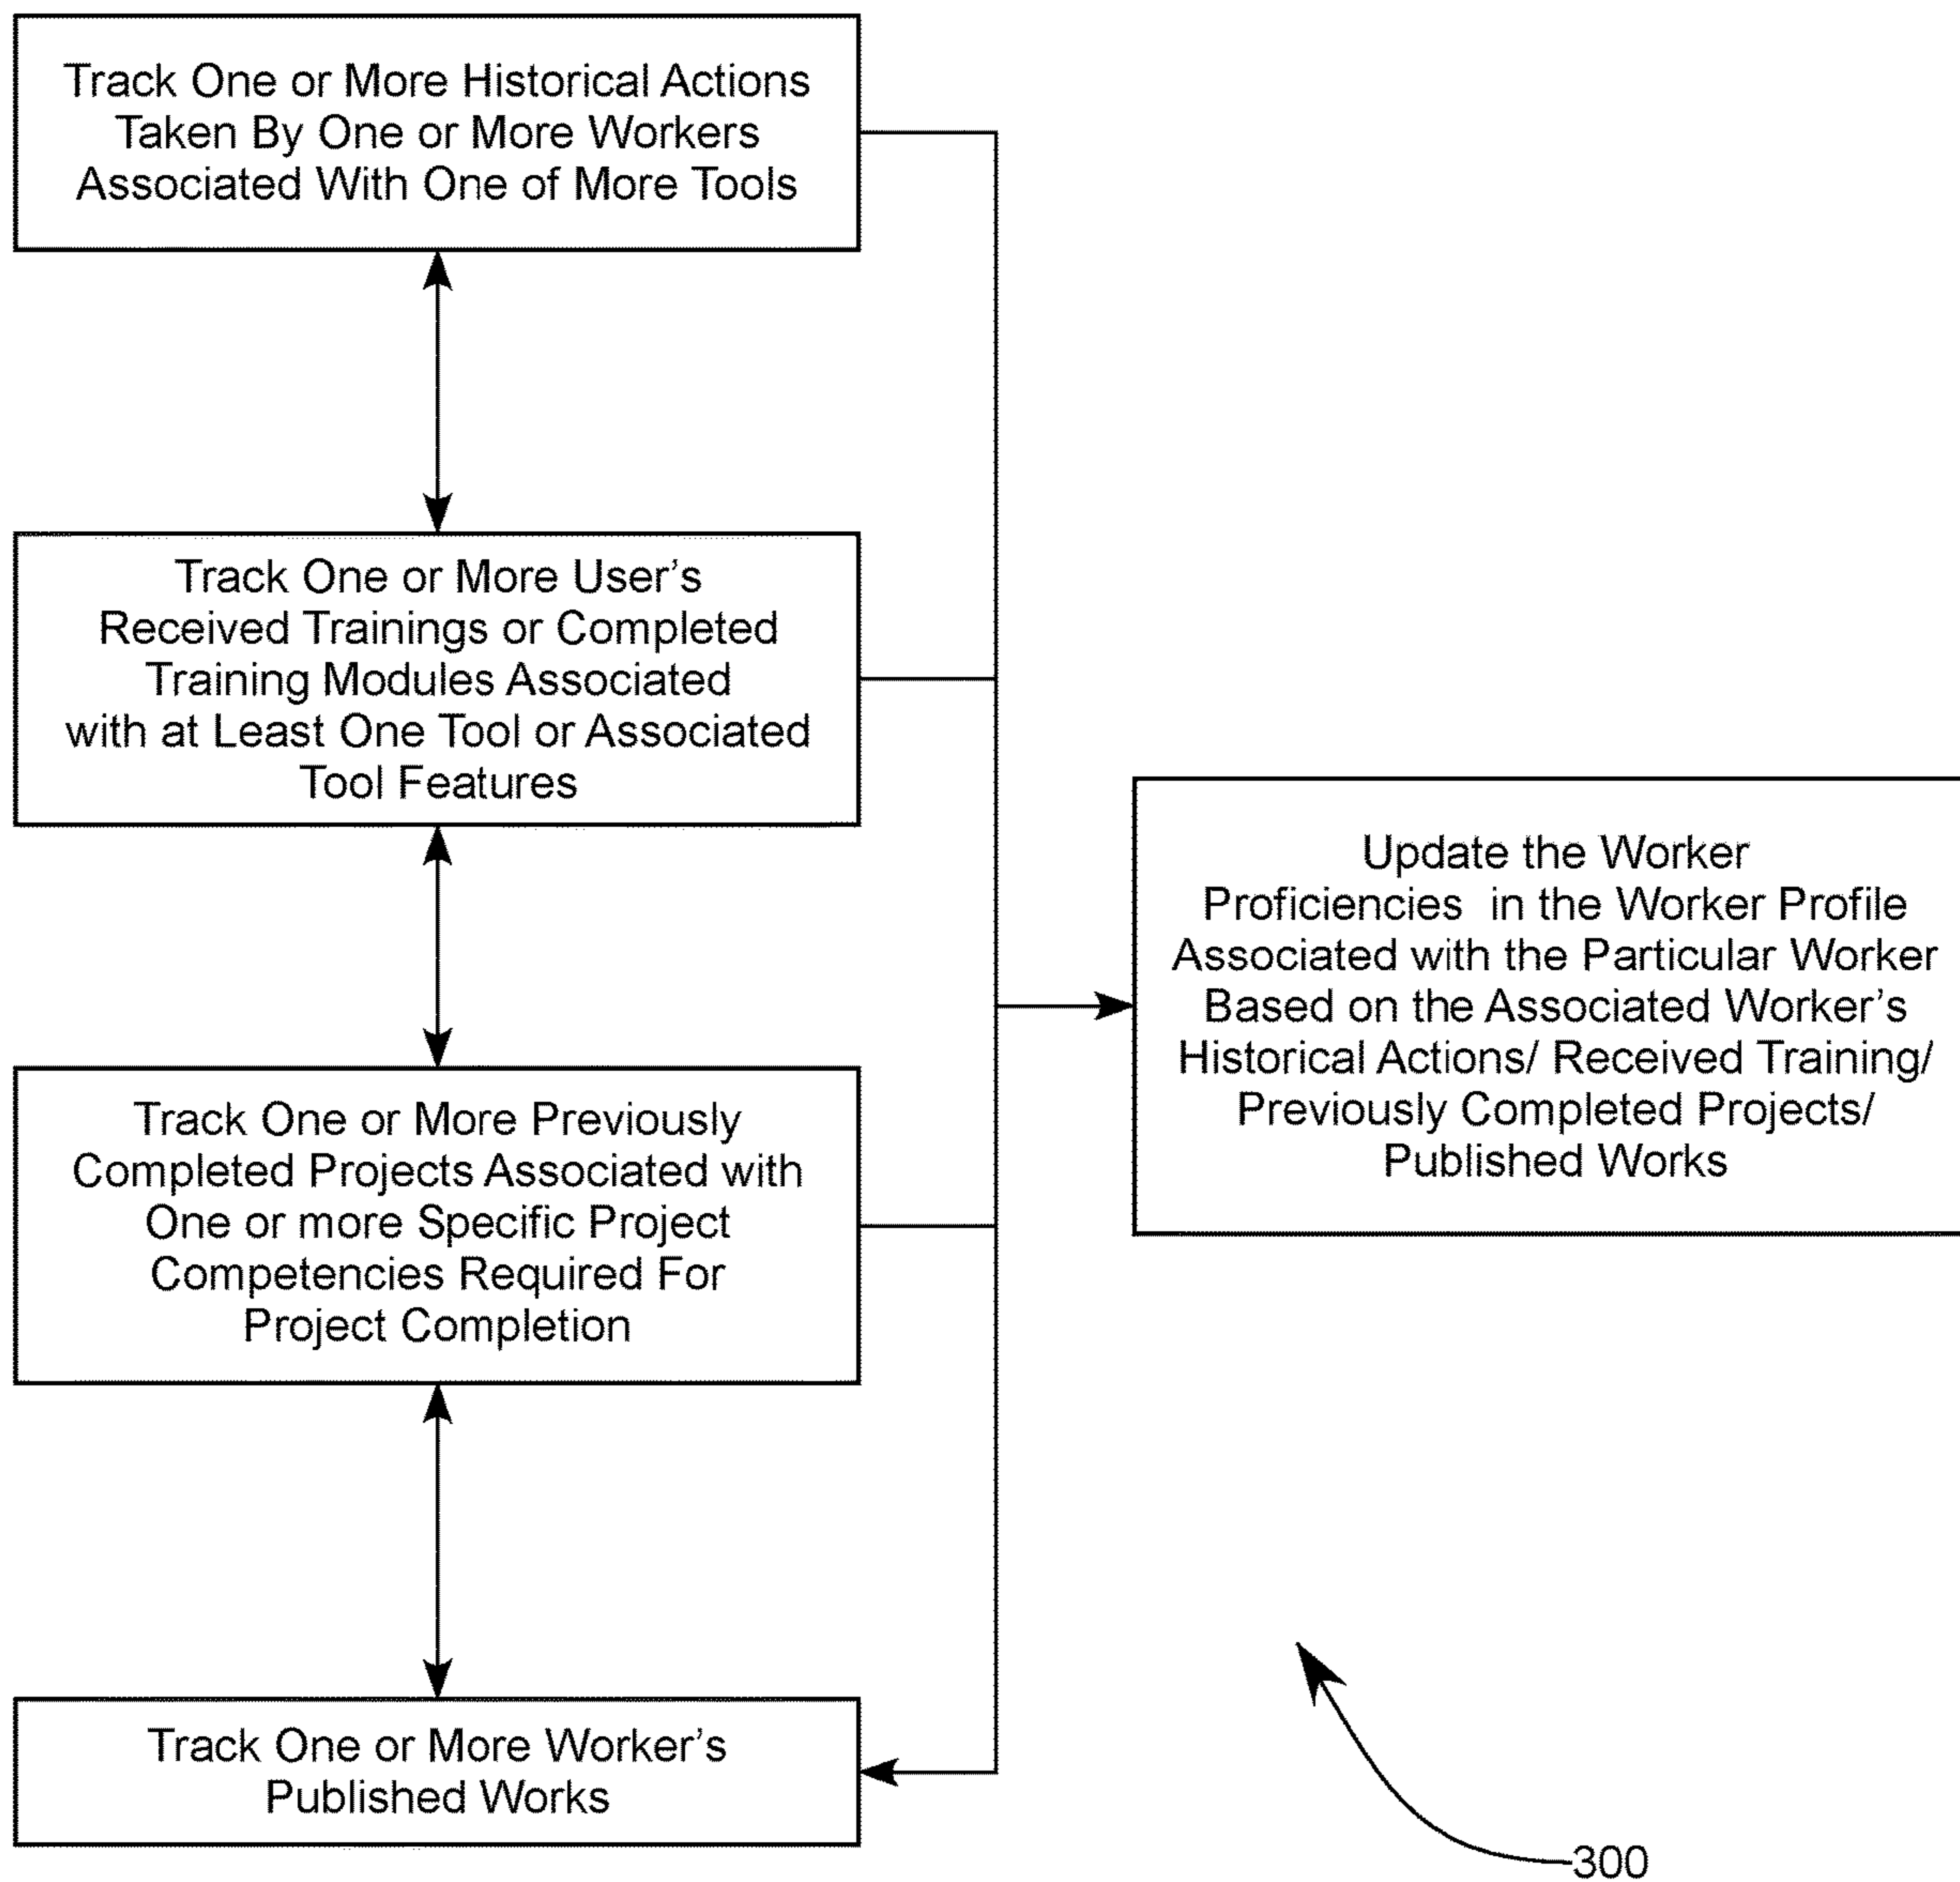 Track One or More Historical Actions
Taken By One or More Workers
Associated With One of More Tools
Track One or More User's
Received Trainings or Completed
Training Modules Associated
with at Least One Tool or Associated
Tool Features
Track One or More Previously
Completed Projects Associated with
One or more Specific Project
Competencies Required For
Project Completion
Track One or More Worker's
Published Works
Update the Worker
Proficiencies in the Worker Profile
Associated with the Particular Worker
Based on the Associated Worker's
Historical Actions/ Received Training/
Previously Completed Projects/
Published Works
300